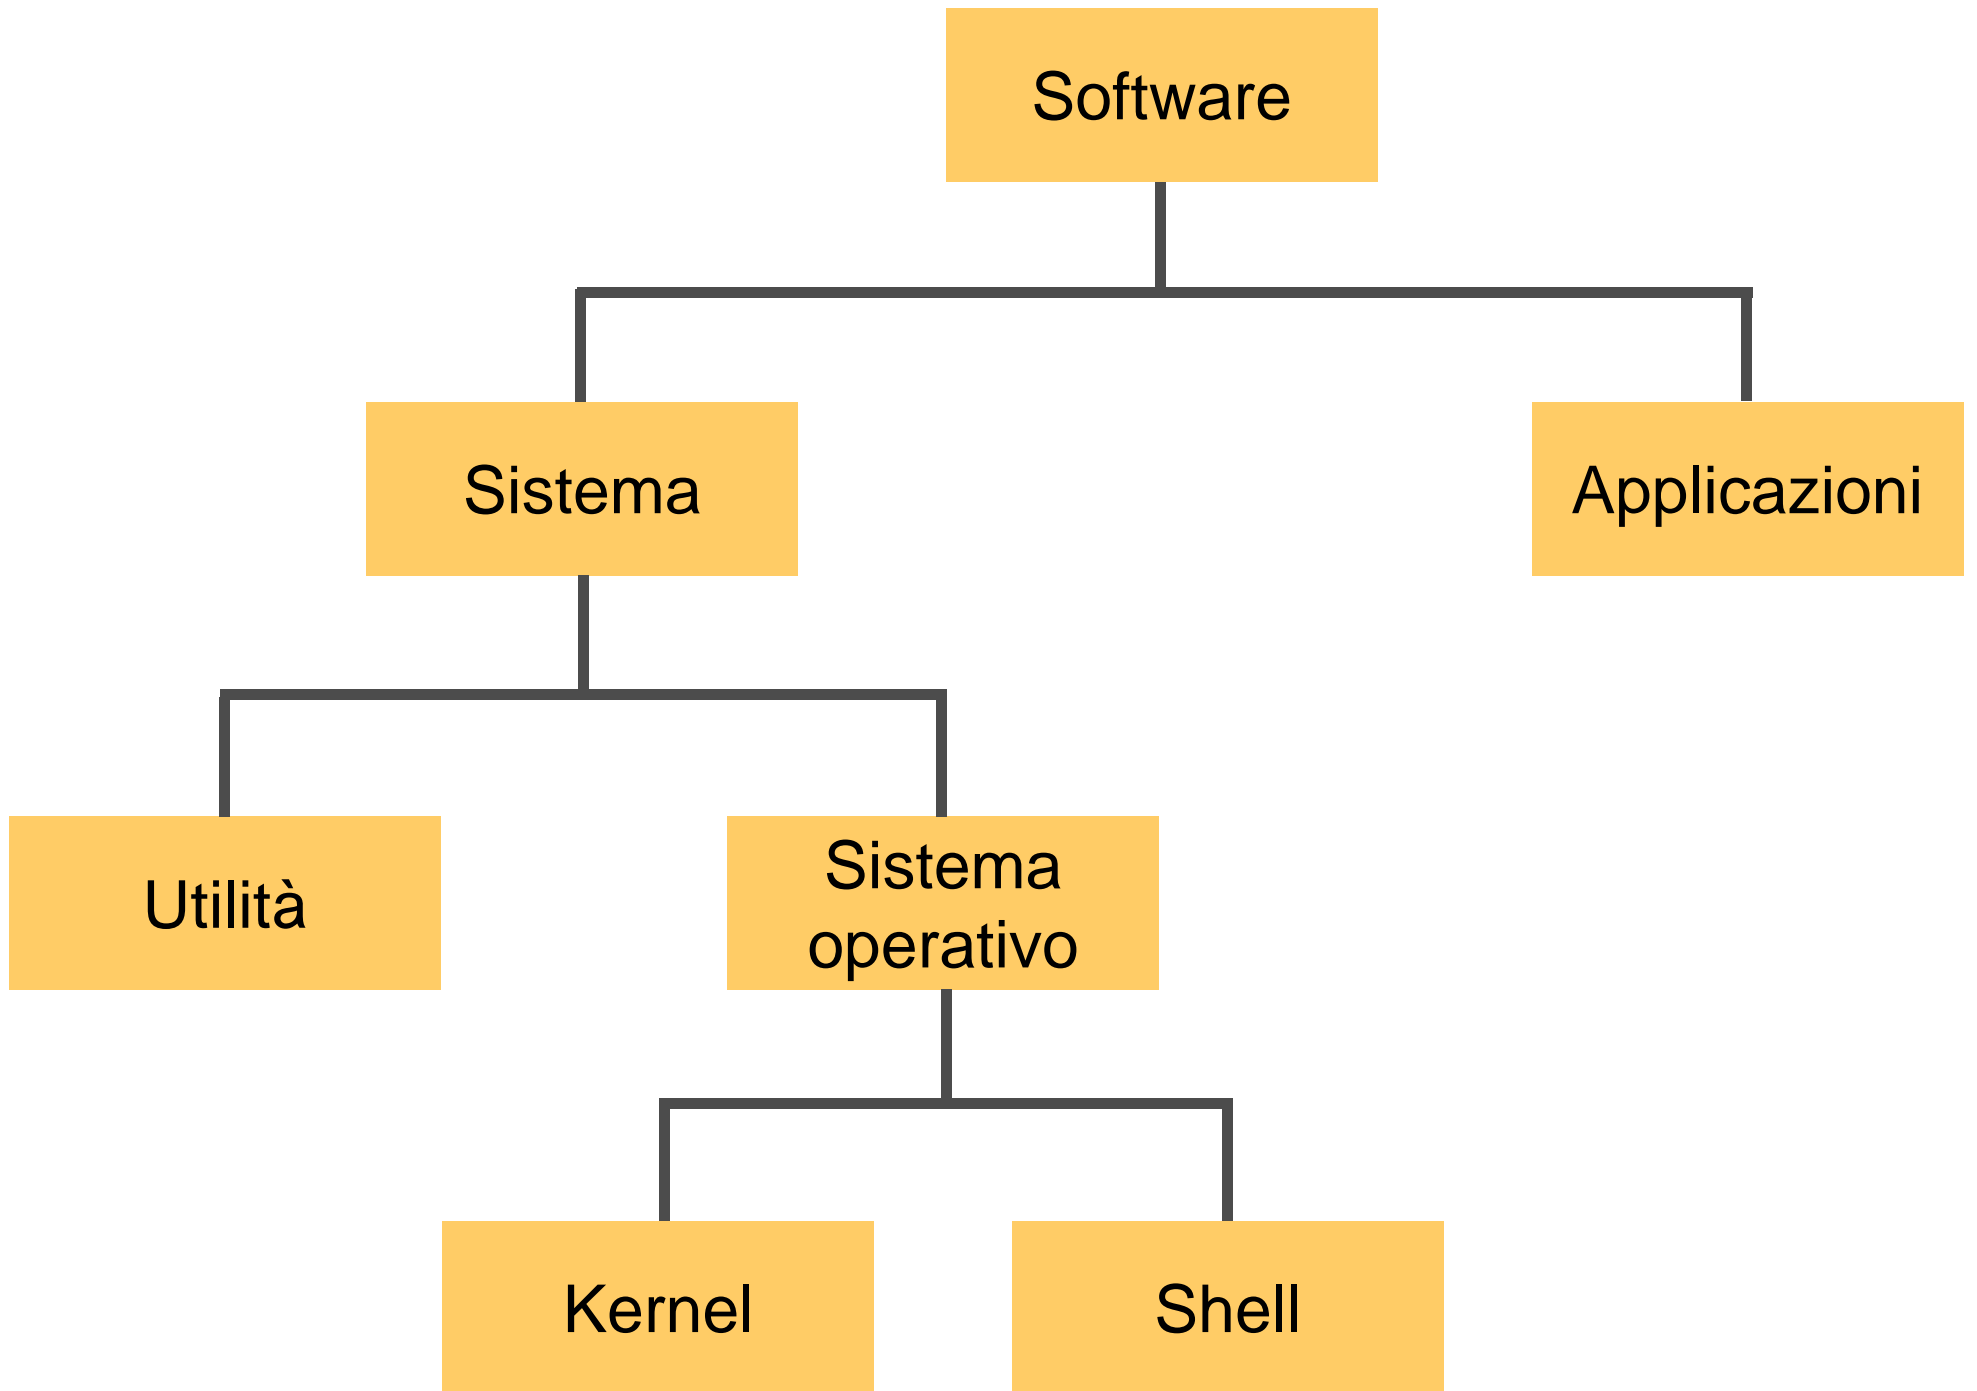 Software
Sistema
Applicazioni
Utilità
Sistema
operativo
Kernel
Shell